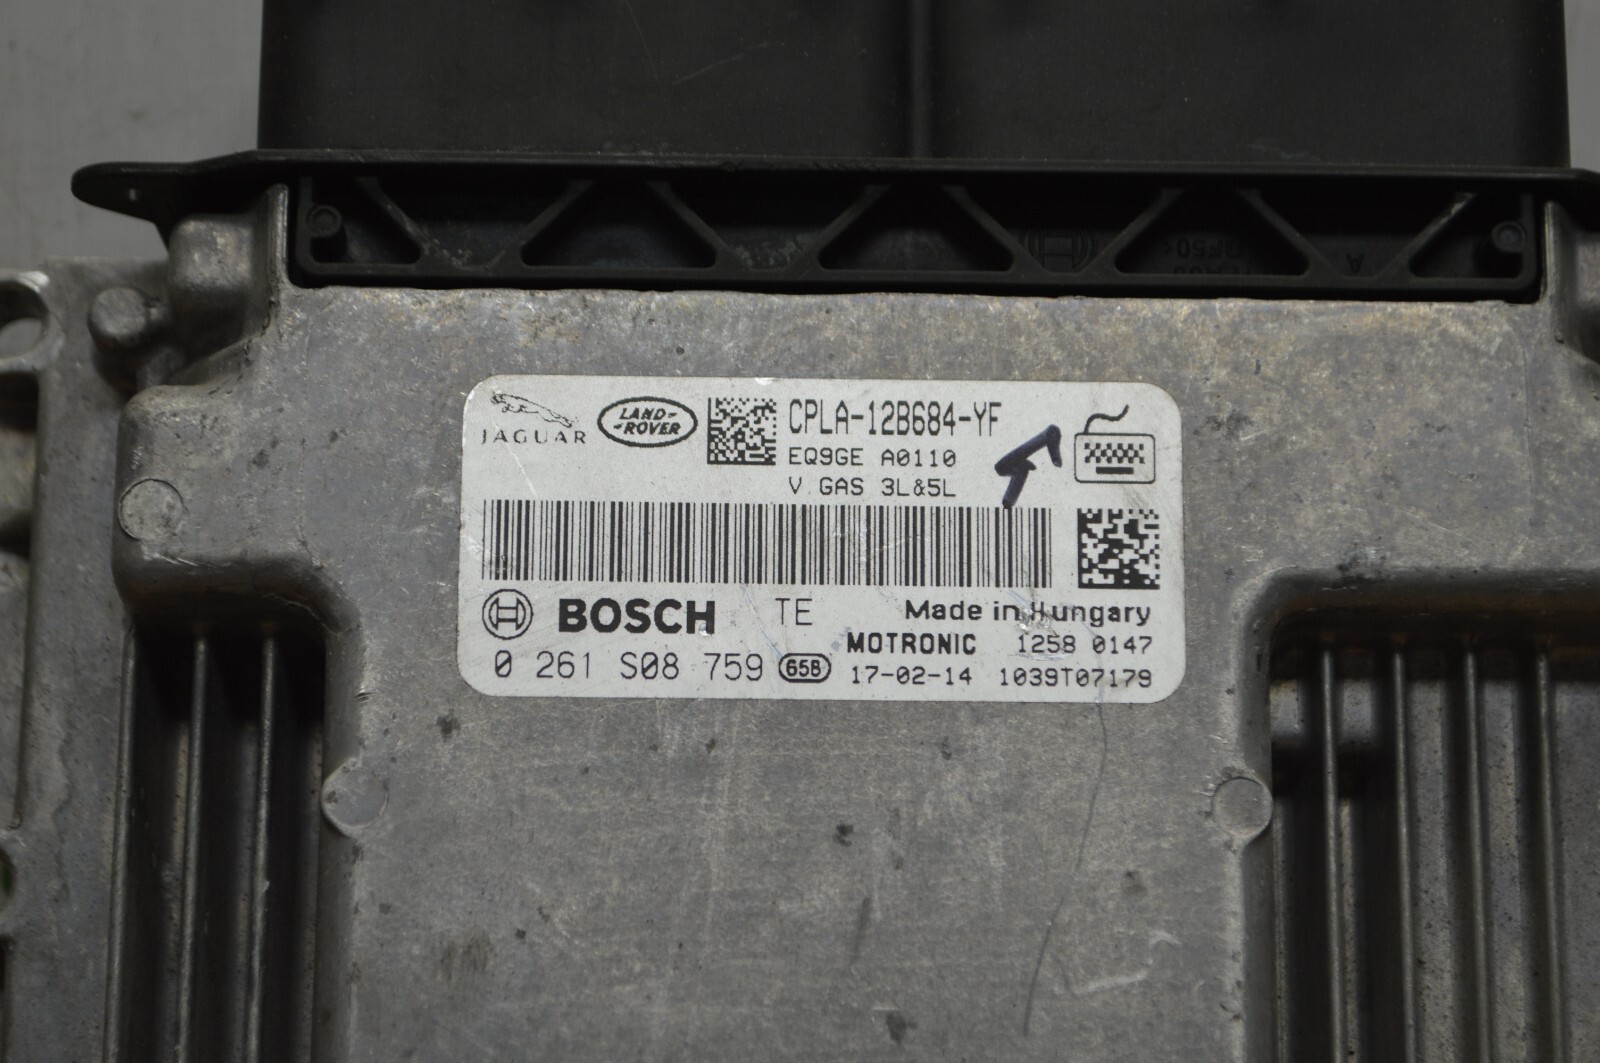 JAGUAR
LAND-
-ROVER
CPLA-12B684-YF
EQ9GE A0110
V GAS 3L&5L
BOSCH TE Made in Hungary
MOTRONIC 1258 0147
0 261 S08 759 65B 17-02-14 1039T07179